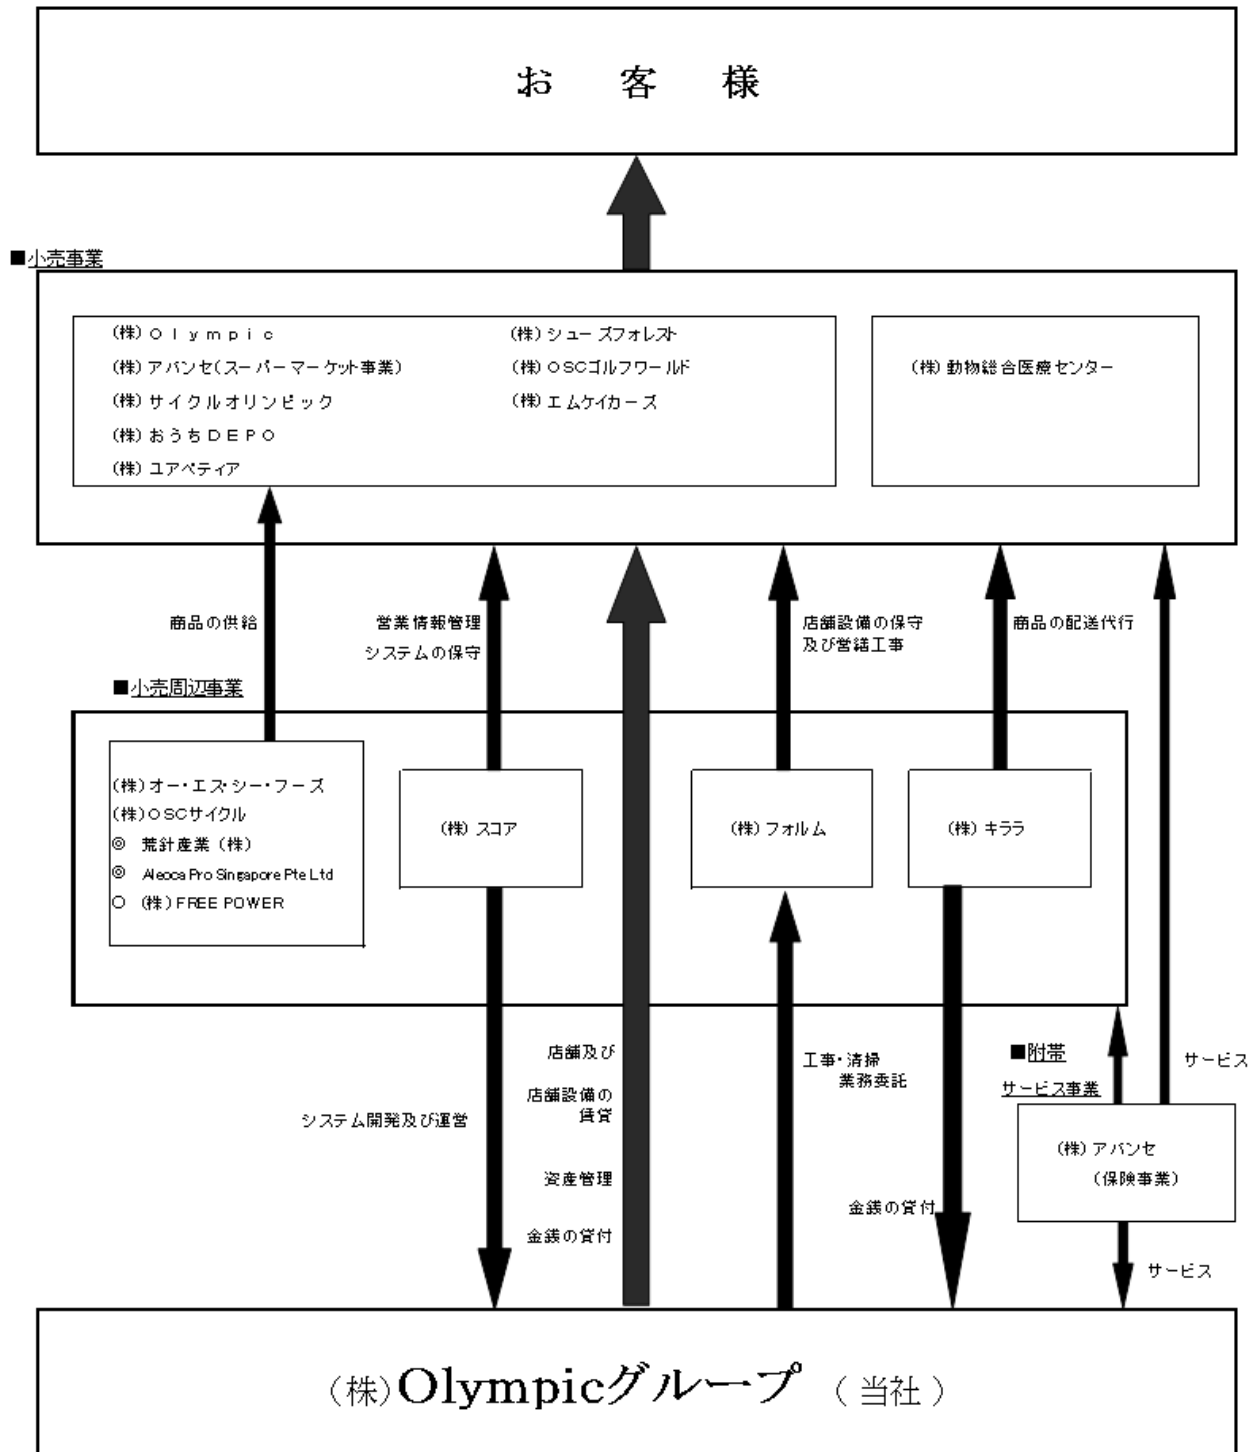 お 客 様
■小売事業
(株) Ｏｌｙｍｐｉｃ
(株) アバンセ(スーパーマーケット事業)
(株) サイクルオリンピック
(株) おうちＤＥＰＯ
(株) ユアペティア
(株) シューズフォレスト
(株) OSCゴルフワールド
(株) エムケイカーズ
(株) 動物総合医療センター
商品の供給
営業情報管理
システムの保守
店舗設備の保守
及び営繕工事
商品の配送代行
■小売周辺事業
(株) オー・エス・シー・フーズ
(株) OSCサイクル
◎ 荒針産業 (株)
◎ Aleoca Pro Singapore Pte Ltd
○ (株) FREE POWER
(株) スコア
(株) フォルム
(株) キララ
システム開発及び運営
店舗及び
店舗設備の
賃貸
資産管理
金銭の貸付
工事・清掃
業務委託
金銭の貸付
■附帯
サービス事業
サービス
(株) アバンセ
(保険事業)
サービス
(株)Olympicグループ （ 当社 ）